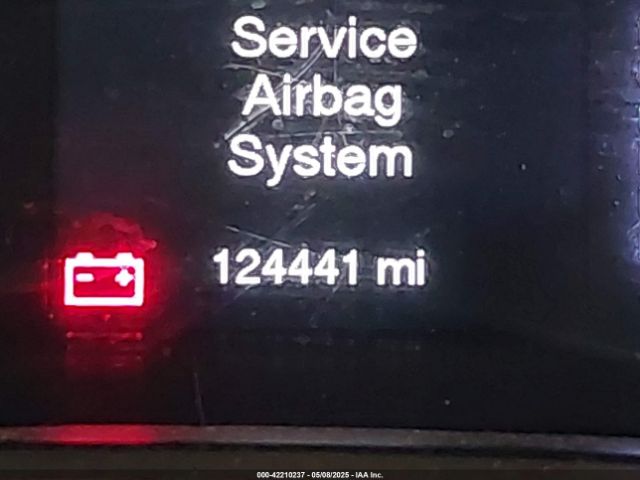 Service
Airbag
System
124441 mi
000-42210237 - 05/08/2025 - IAA Inc.